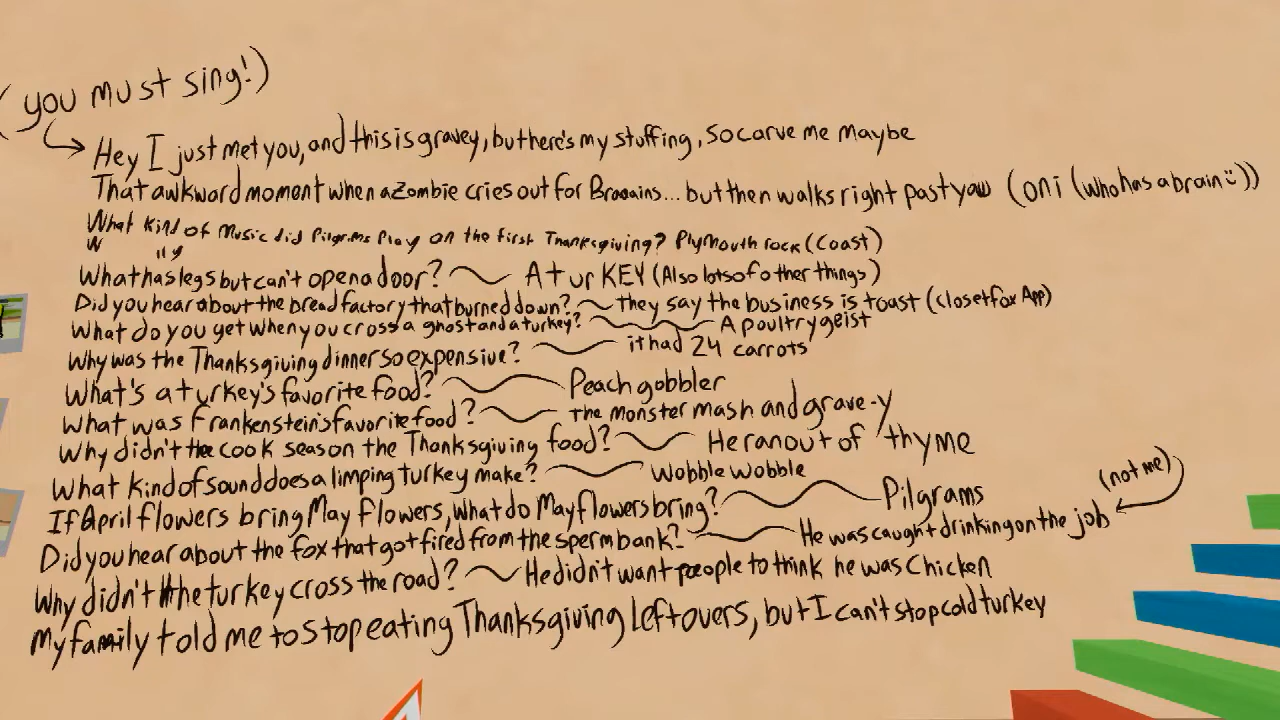 (you must sing!)
Hey I just met you, and this is gravey, but here's my stuffing, so carve me maybe
That awkward moment when a Zombie cries out for Braaains... but then walks right past yaw (oni (who has a brain :))
What kind of Music did Pilgrims Play on the first Thanksgiving? Plymouth rock (Coast)
W " "
What has legs but can't open a door? ~ A t ur KEY (Also lots of other things)
Did you hear about the bread factory that burned down? ~ they say the business is toast (closet fox App)
What do you get when you cross a ghost and a turkey? ~ A poultrygeist
Why was the Thanksgiving dinner so expensive? ~ it had 24 carrots
What's a turkey's favorite food? ~ Peach gobbler
What was Frankenstein's favorite food? ~ The Monster mash and grave-y
Why didn't the cook season the Thanksgiving food? ~ He ran out of thyme
What kind of sound does a limping turkey make? ~ Wobble Wobble
(not me)
If April flowers bring May flowers, what do Mayflowers bring? ~ Pilgrams
Did you hear about the fox that got fired from the sperm bank? ~ He was caught drinking on the job
Why didn't the turkey cross the road? ~ He didn't want people to think he was Chicken
My family told me to stop eating Thanksgiving leftovers, but I can't stop cold turkey